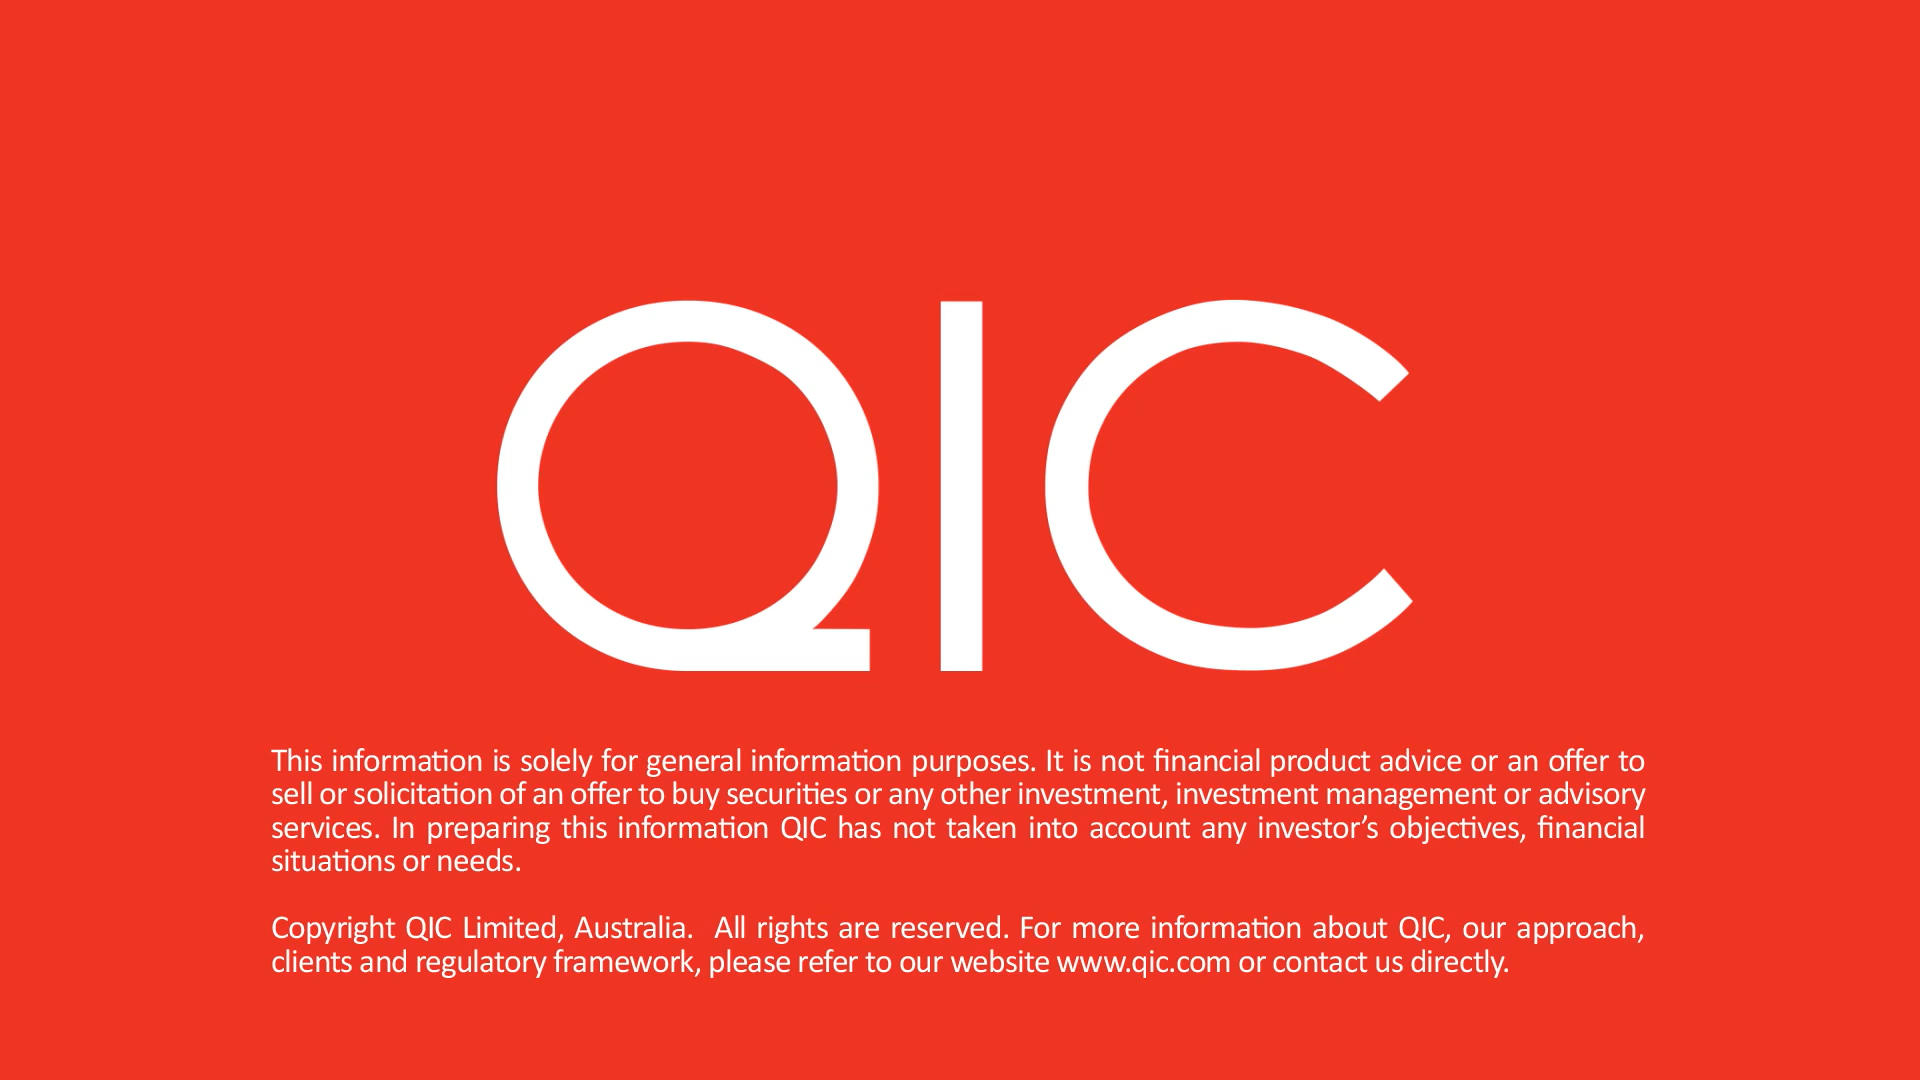 QIC
This information is solely for general information purposes. It is not financial product advice or an offer to
sell or solicitation of an offer to buy securities or any other investment, investment management or advisory
services. In preparing this information QIC has not taken into account any investor’s objectives, financial
situations or needs.
Copyright QIC Limited, Australia.  All rights are reserved. For more information about QIC, our approach,
clients and regulatory framework, please refer to our website www.qic.com or contact us directly.